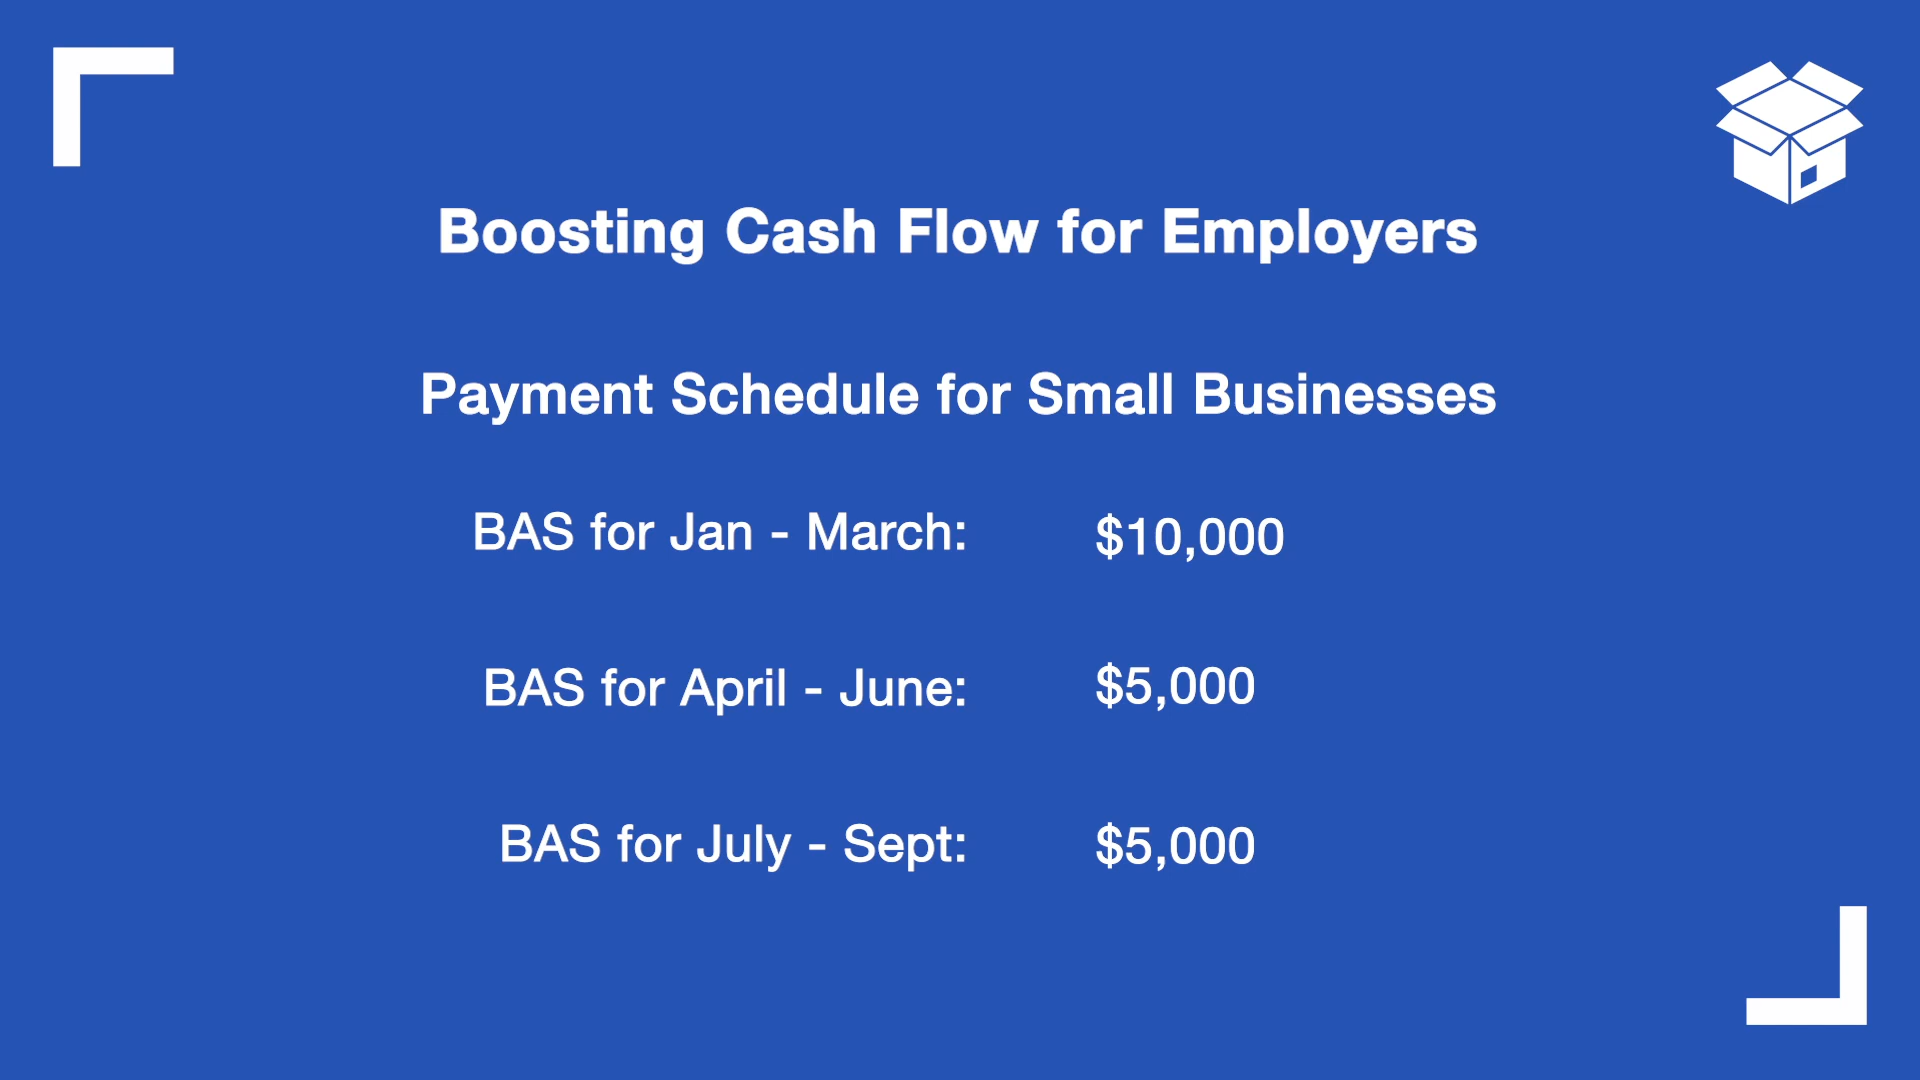 Boosting Cash Flow for Employers
Payment Schedule for Small Businesses
BAS for Jan - March: $10,000
BAS for April - June: $5,000
BAS for July - Sept: $5,000